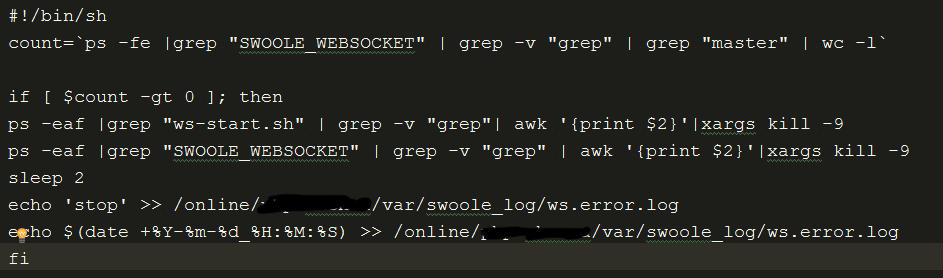 #!/bin/sh
count=`ps -fe |grep "SWOOLE_WEBSOCKET" | grep -v "grep" | grep "master" | wc -l`
if [ $count -gt 0 ]; then
ps -eaf |grep "ws-start.sh" | grep -v "grep"| awk '{print $2}'|xargs kill -9
ps -eaf |grep "SWOOLE_WEBSOCKET" | grep -v "grep" | awk '{print $2}'|xargs kill -9
sleep 2
echo 'stop' >> /online/ /var/swoole_log/ws.error.log
echo $(date +%Y-%m-%d_%H:%M:%S) >> /online/ /var/swoole_log/ws.error.log
fi